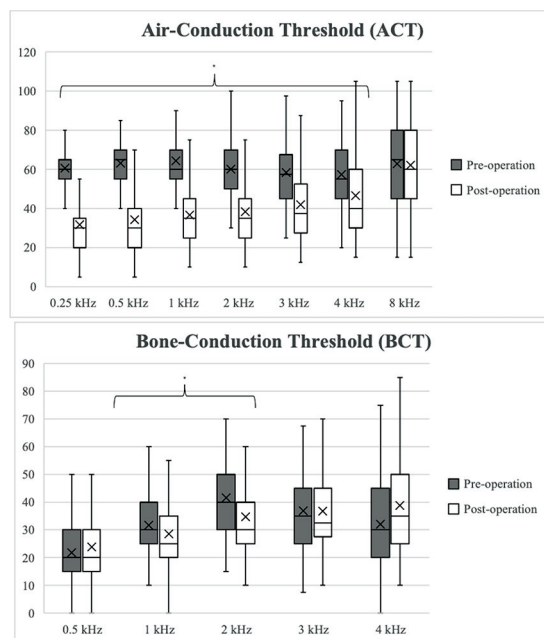 Air-Conduction Threshold (ACT)
120
100
80
60
40
20
0
*
0.25 kHz 0.5 kHz 1 kHz 2 kHz 3 kHz 4 kHz 8 kHz
Pre-operation
Post-operation
Bone-Conduction Threshold (BCT)
90
80
70
60
50
40
30
20
10
0
*
0.5 kHz 1 kHz 2 kHz 3 kHz 4 kHz
Pre-operation
Post-operation